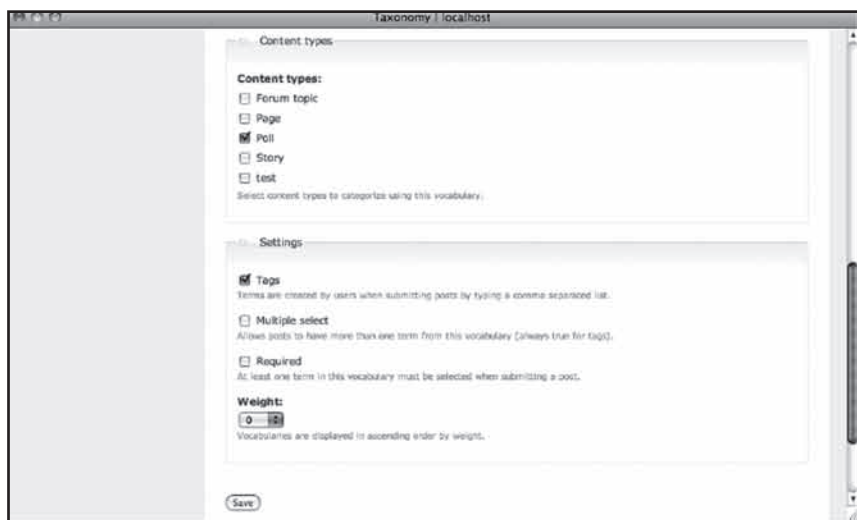 Taxonomy | localhost
Content types
Content types:
Forum topic
Page
Poll
Story
test
Select content types to categorize using this vocabulary.
Settings
Tags
Terms are created by users when submitting posts by typing a comma separated list.
Multiple select
Allows posts to have more than one term from this vocabulary (always true for tags).
Required
At least one term in this vocabulary must be selected when submitting a post.
Weight:
0
Vocabularies are displayed in ascending order by weight.
Save